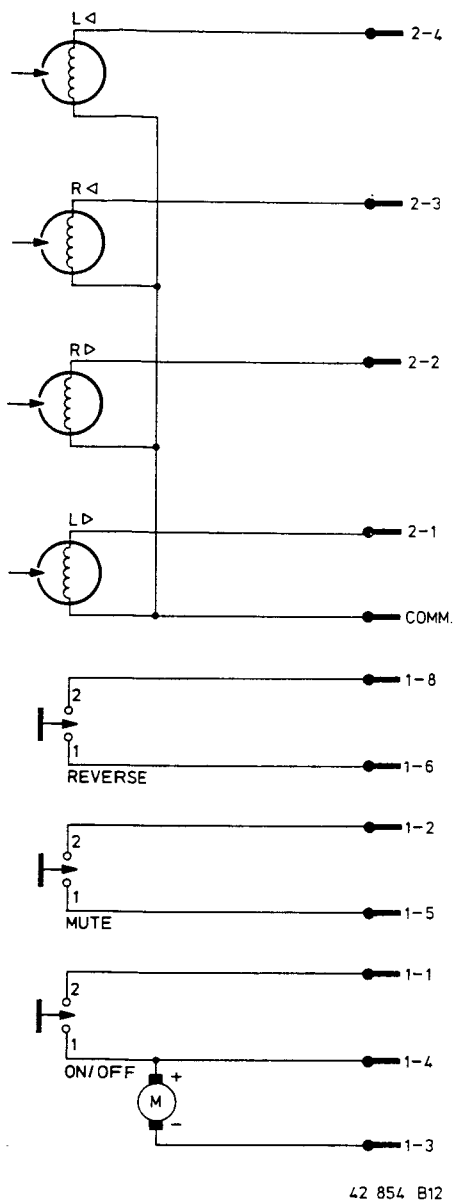 L◁
2-4
R◁
2-3
R▷
2-2
L▷
2-1
COMM.
2
1-8
1
1-6
REVERSE
2
1-2
1
1-5
MUTE
2
1-1
1
1-4
ON/OFF
+
M
-
1-3
42 854 B12